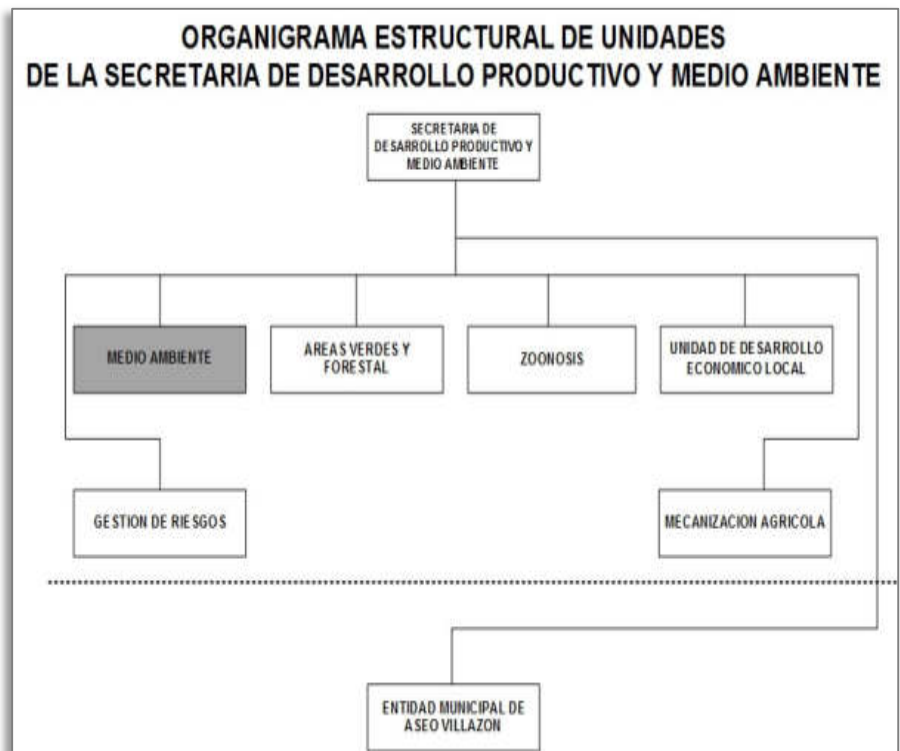 ORGANIGRAMA ESTRUCTURAL DE UNIDADES
DE LA SECRETARIA DE DESARROLLO PRODUCTIVO Y MEDIO AMBIENTE
SECRETARIA DE
DESARROLLO PRODUCTIVO Y
MEDIO AMBIENTE
MEDIO AMBIENTE
AREAS VERDES Y
FORESTAL
ZOONOSIS
UNIDAD DE DESARROLLO
ECONOMICO LOCAL
GESTION DE RIESGOS
MECANIZACION AGRICOLA
ENTIDAD MUNICIPAL DE
ASEO VILLAZON